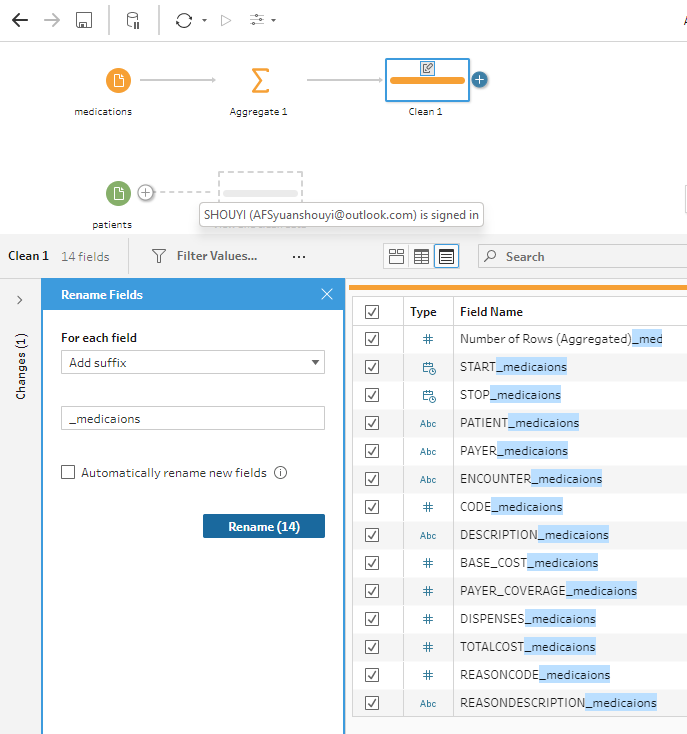 medications
Aggregate 1
Clean 1
patients
SHOUYI (AFSyuanshouyi@outlook.com) is signed in
Clean 1 14 fields
Filter Values...
Search
Changes (1)
Rename Fields
For each field
Add suffix
_medicaions
Automatically rename new fields
Rename (14)
Type Field Name
# Number of Rows (Aggregated)_med
START_medicaions
STOP_medicaions
Abc PATIENT_medicaions
Abc PAYER_medicaions
Abc ENCOUNTER_medicaions
# CODE_medicaions
Abc DESCRIPTION_medicaions
# BASE_COST_medicaions
# PAYER_COVERAGE_medicaions
# DISPENSES_medicaions
# TOTALCOST_medicaions
# REASONCODE_medicaions
Abc REASONDESCRIPTION_medicaions